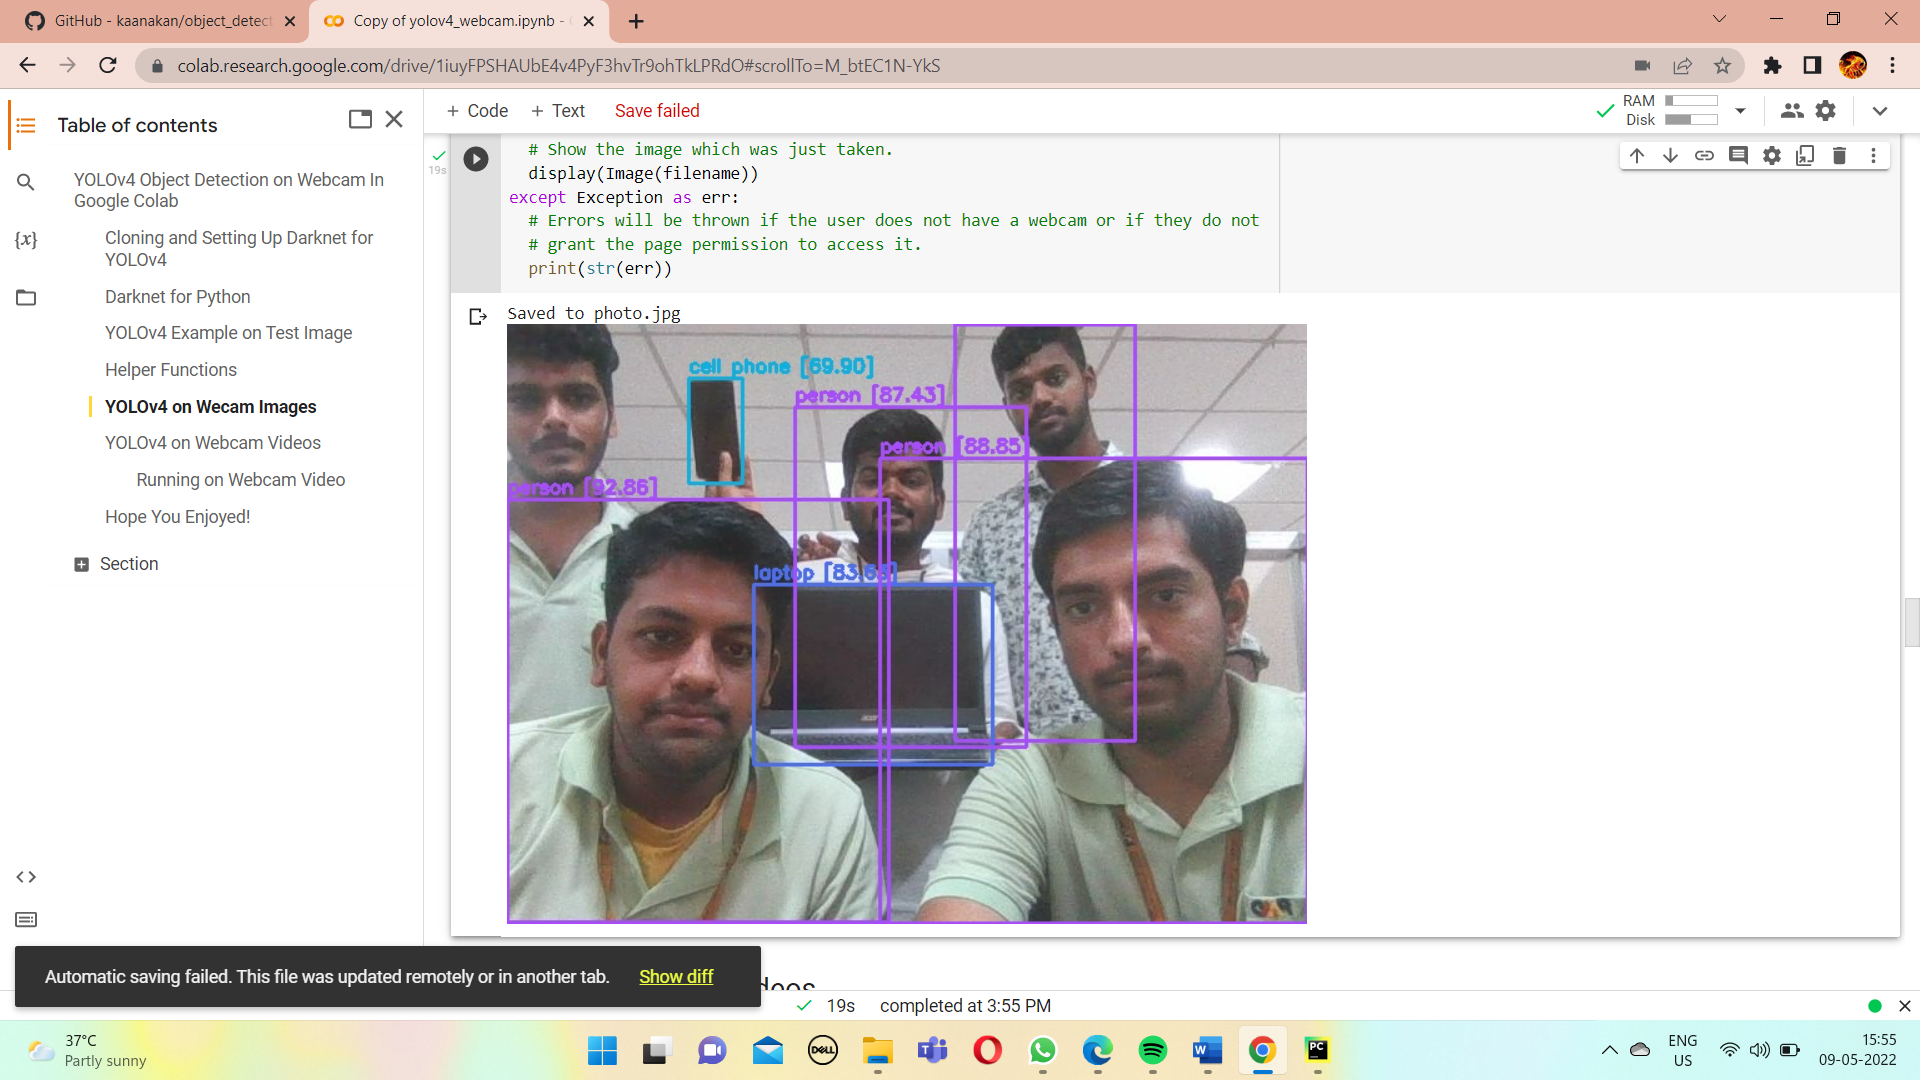 GitHub - kaanakan/object_detect
Copy of yolov4_webcam.ipynb -
colab.research.google.com/drive/1iuyFPSHAUbE4v4PyF3hvTr9ohTkLPRdO#scrollTo=M_btEC1N-YkS
Table of contents
+ Code + Text Save failed
RAM
Disk
YOLOv4 Object Detection on Webcam In
Google Colab
Cloning and Setting Up Darknet for
YOLOv4
Darknet for Python
YOLOv4 Example on Test Image
Helper Functions
YOLOv4 on Wecam Images
YOLOv4 on Webcam Videos
Running on Webcam Video
Hope You Enjoyed!
Section
{x}
19s
# Show the image which was just taken.
display(Image(filename))
except Exception as err:
# Errors will be thrown if the user does not have a webcam or if they do not
# grant the page permission to access it.
print(str(err))
Saved to photo.jpg
cell phone [69.90]
person [87.43]
person [88.85]
person [92.86]
laptop
acer
Automatic saving failed. This file was updated remotely or in another tab. Show diff
19s completed at 3:55 PM
37°C
Partly sunny
DELL
W
PC
ENG
US
15:55
09-05-2022